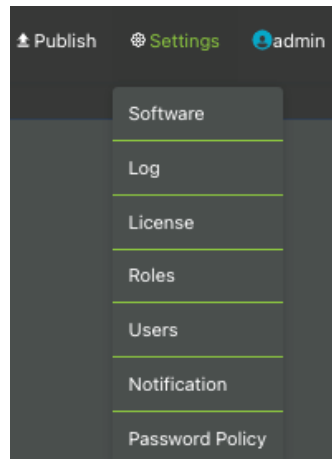 Publish Settings admin
Software
Log
License
Roles
Users
Notification
Password Policy